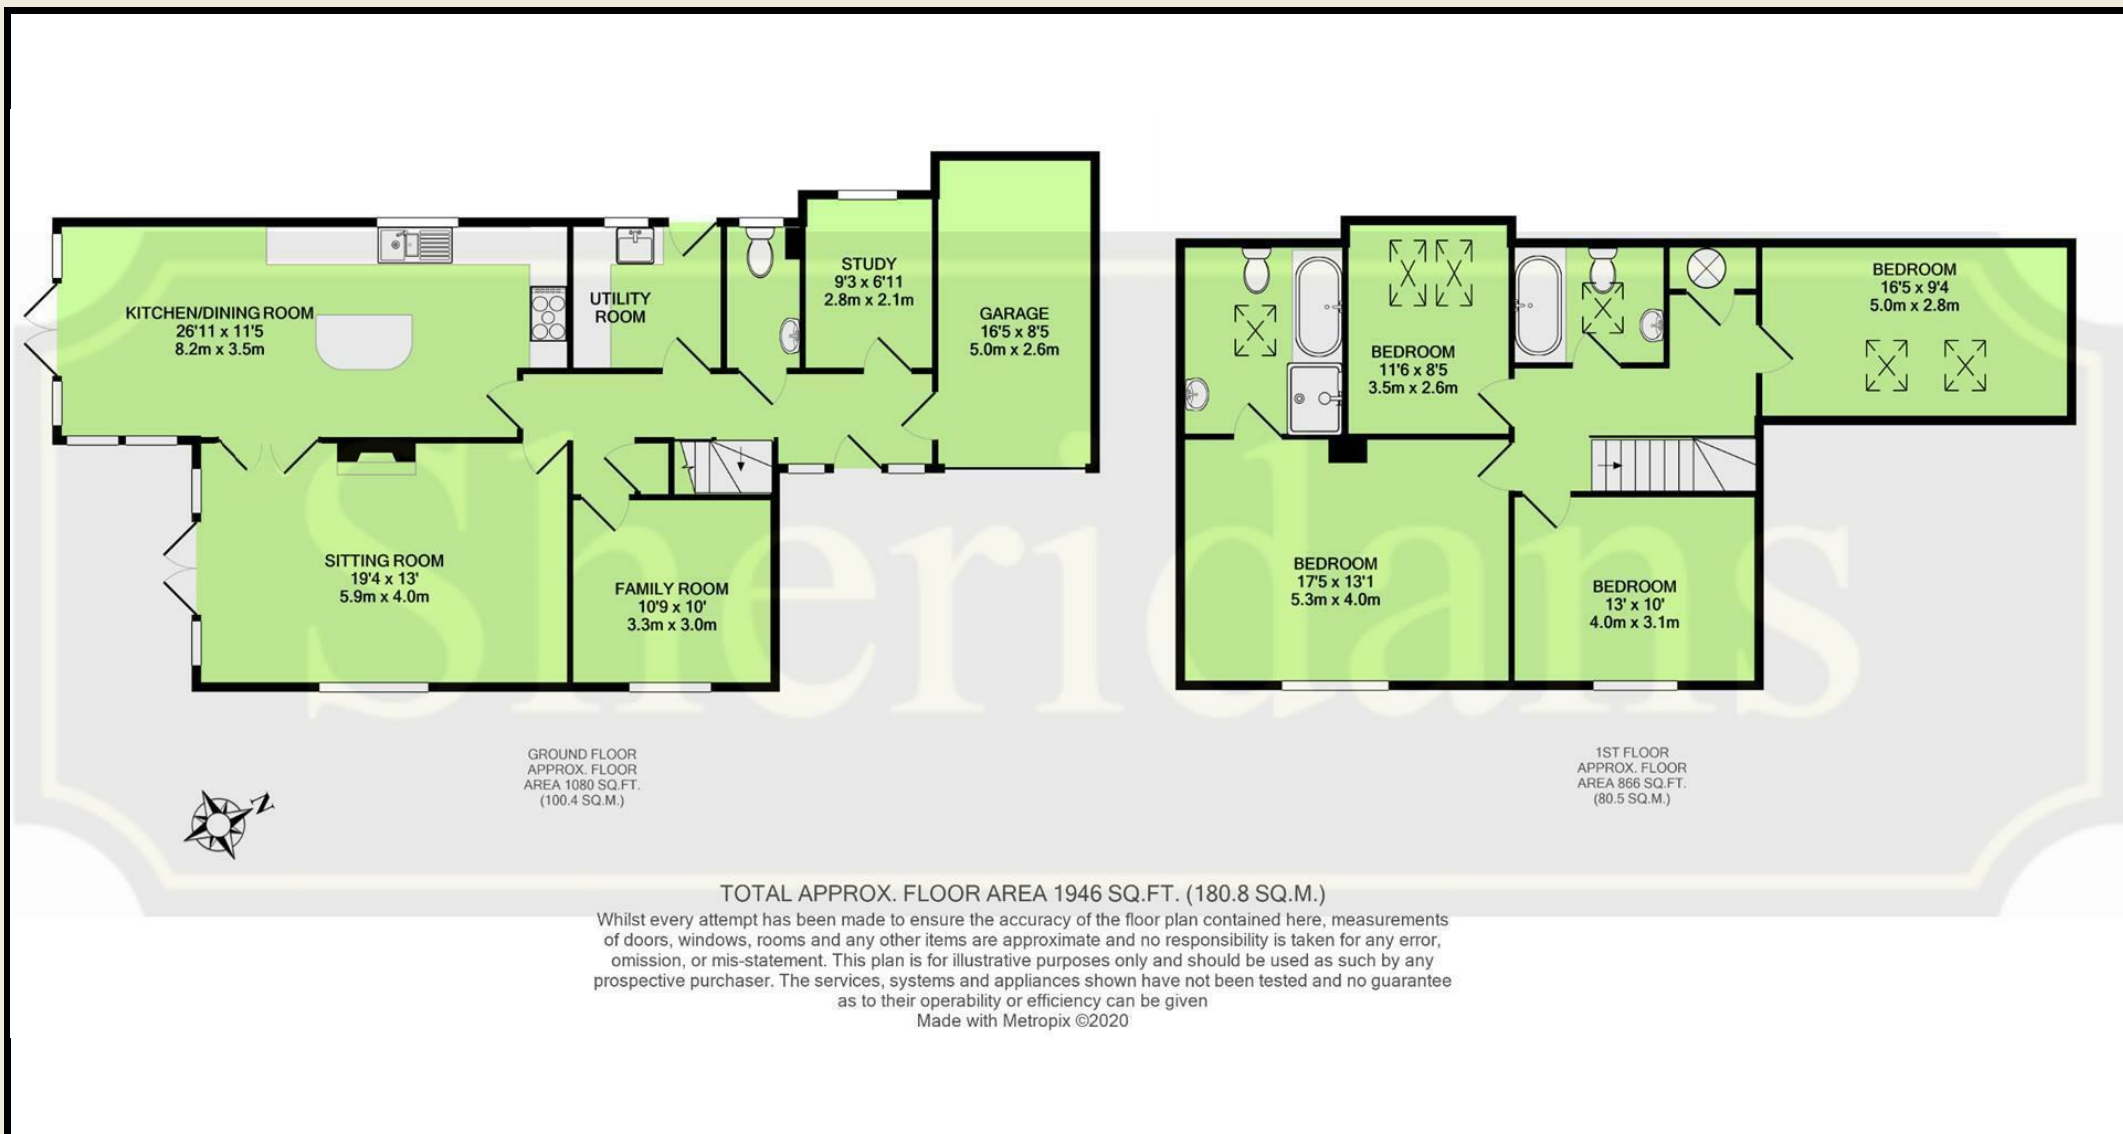 KITCHEN/DINING ROOM
26'11 x 11'5
8.2m x 3.5m
UTILITY
ROOM
STUDY
9'3 x 6'11
2.8m x 2.1m
GARAGE
16'5 x 8'5
5.0m x 2.6m
SITTING ROOM
19'4 x 13'
5.9m x 4.0m
FAMILY ROOM
10'9 x 10'
3.3m x 3.0m
GROUND FLOOR
APPROX. FLOOR
AREA 1080 SQ.FT.
(100.4 SQ.M.)
N
BEDROOM
11'6 x 8'5
3.5m x 2.6m
BEDROOM
16'5 x 9'4
5.0m x 2.8m
BEDROOM
17'5 x 13'1
5.3m x 4.0m
BEDROOM
13' x 10'
4.0m x 3.1m
1ST FLOOR
APPROX. FLOOR
AREA 866 SQ.FT.
(80.5 SQ.M.)
Sheridans
TOTAL APPROX. FLOOR AREA 1946 SQ.FT. (180.8 SQ.M.)
Whilst every attempt has been made to ensure the accuracy of the floor plan contained here, measurements
of doors, windows, rooms and any other items are approximate and no responsibility is taken for any error,
omission, or mis-statement. This plan is for illustrative purposes only and should be used as such by any
prospective purchaser. The services, systems and appliances shown have not been tested and no guarantee
as to their operability or efficiency can be given
Made with Metropix ©2020